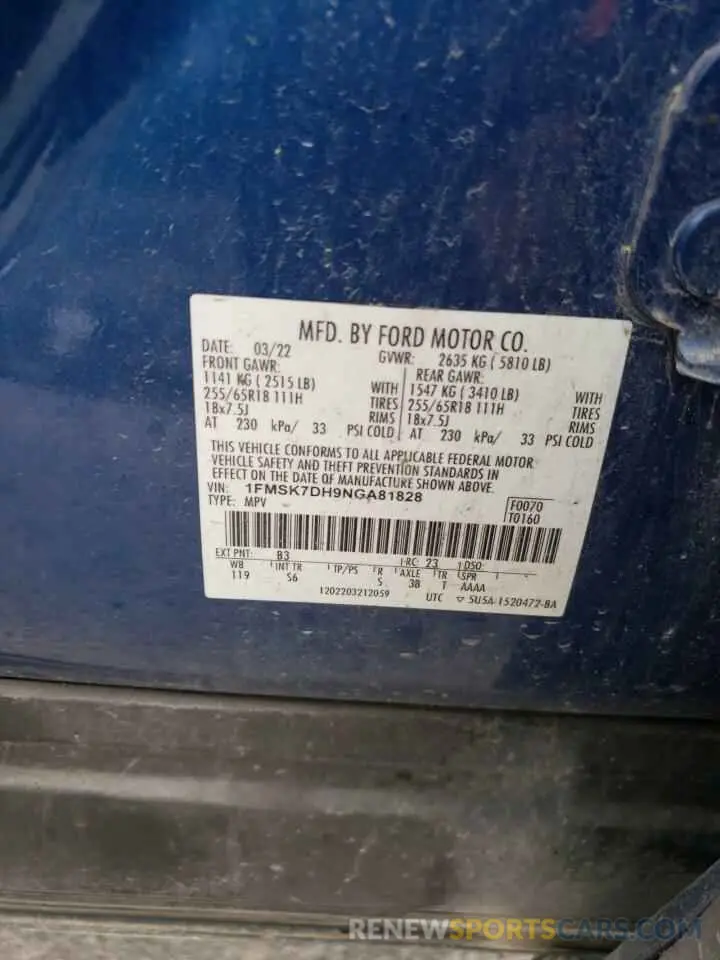 MFD. BY FORD MOTOR CO.
DATE: 03/22 GVWR: 2635 KG ( 5810 LB)
FRONT GAWR: REAR GAWR:
1141 KG ( 2515 LB) WITH 1547 KG ( 3410 LB) WITH
255/65R18 111H TIRES 255/65R18 111H TIRES
18x7.5J RIMS 18x7.5J RIMS
AT 230 kPa/ 33 PSI COLD AT 230 kPa/ 33 PSI COLD
THIS VEHICLE CONFORMS TO ALL APPLICABLE FEDERAL MOTOR
VEHICLE SAFETY AND THEFT PREVENTION STANDARDS IN
EFFECT ON THE DATE OF MANUFACTURE SHOWN ABOVE.
VIN: 1FMSK7DH9NGA81828
TYPE: MPV
F0070
T0160
EXT PNT: B3 RC: 23 DSO:
WB INT TR TP/PS R AXLE TR SPR
119 S6 5 38 T AAAA
1202203212059 UTC ▽ 5U5A-1520472-BA
RENEWSPORTSCARS.COM